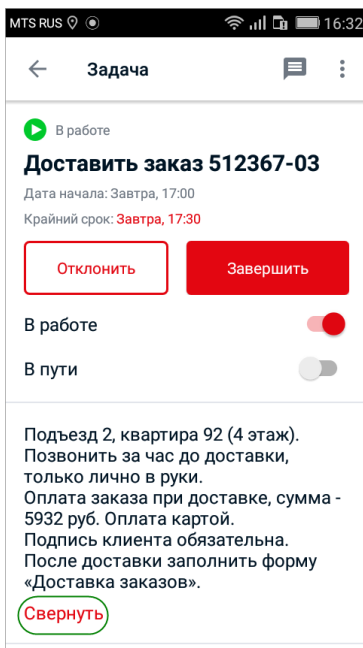 MTS RUS 16:32
Задача
В работе
Доставить заказ 512367-03
Дата начала: Завтра, 17:00
Крайний срок: Завтра, 17:30
Отклонить Завершить
В работе
В пути
Подъезд 2, квартира 92 (4 этаж).
Позвонить за час до доставки,
только лично в руки.
Оплата заказа при доставке, сумма -
5932 руб. Оплата картой.
Подпись клиента обязательна.
После доставки заполнить форму
«Доставка заказов».
Свернуть